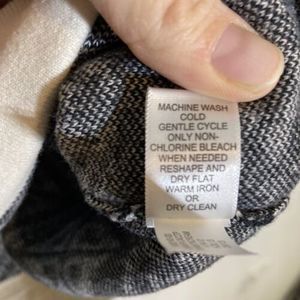 MACHINE WASH
COLD
GENTLE CYCLE
ONLY NON-
CHLORINE BLEACH
WHEN NEEDED
RESHAPE AND
DRY FLAT
WARM IRON
OR
DRY CLEAN